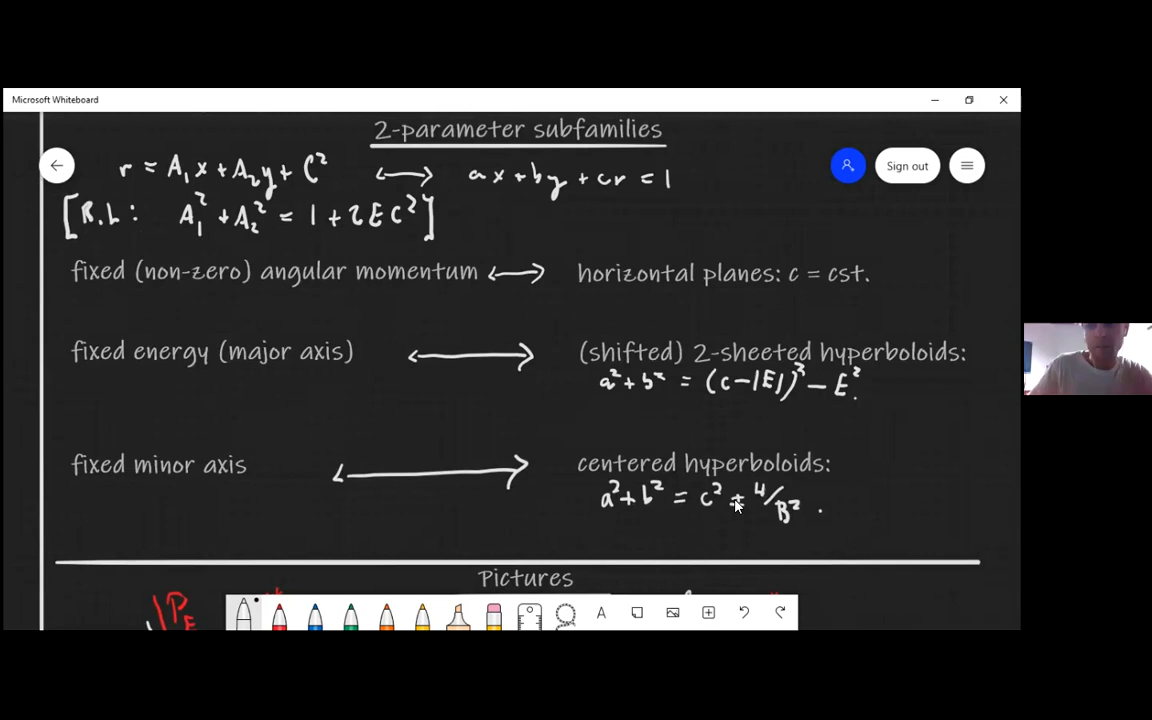 Microsoft Whiteboard
2-parameter subfamilies
r = A₁x + A₂y + C² ⟷ ax + by + cr = 1
[R.L: A₁² + A₂² = 1 + 2EC²]
Sign out
fixed (non-zero) angular momentum ⟷ horizontal planes: c = cst.
fixed energy (major axis) ⟷ (shifted) 2-sheeted hyperboloids:
a² + b² = (c - |E|)² - E².
fixed minor axis ⟷ centered hyperboloids:
a² + b² = c² ± 4/B² .
Pictures